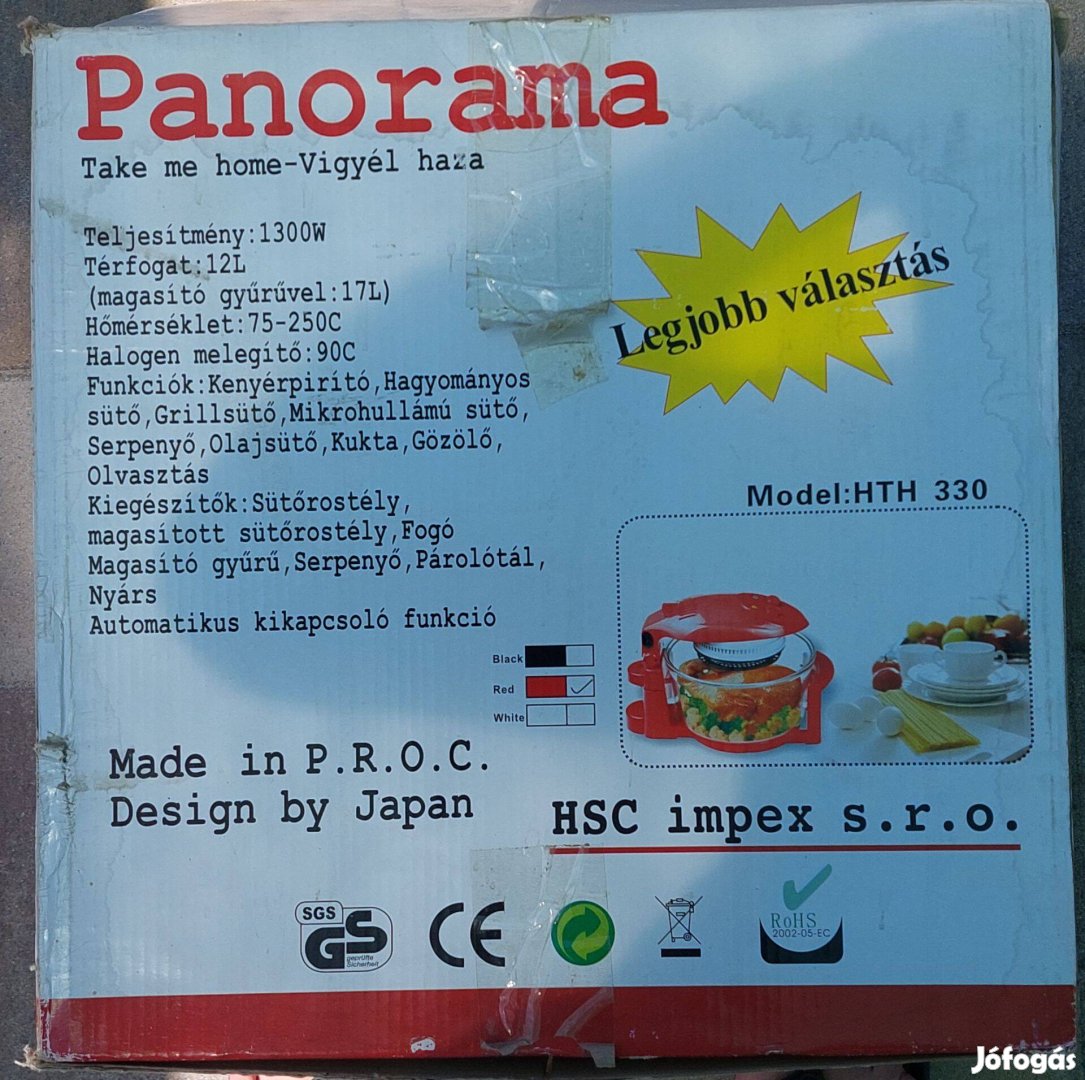 Panorama
Take me home-Vigyél haza
Teljesítmény:1300W
Térfogat:12L
(magasító gyűrűvel:17L)
Hőmérséklet:75-250C
Halogen melegítő:90C
Funkciók:Kenyérpirító,Hagyományos
sütő,Grillsütő,Mikrohullámú sütő,
Serpenyő,Olajsütő,Kukta,Gőzölő,
Olvasztás
Kiegészítők:Sütőrostély,
magasított sütőrostély,Fogó
Magasító gyűrű,Serpenyő,Párolótál,
Nyárs
Automatikus kikapcsoló funkció
Legjobb választás
Model:HTH 330
Black
Red
White
Made in P.R.O.C.
Design by Japan
HSC impex s.r.o.
SGS
GS
geprüfte
Sicherheit
CE
RoHS
2002-05-EC
Jófogás